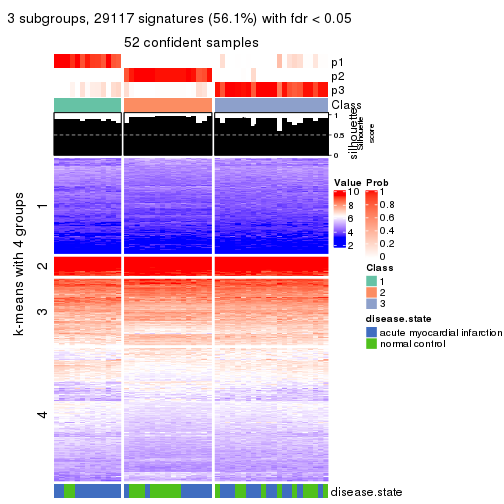 3 subgroups, 29117 signatures (56.1%) with fdr < 0.05
52 confident samples
p1
p2
p3
Class
1
0.5
0
silhouette
Silhouette
score
k-means with 4 groups
1
2
3
4
Value
10
8
6
4
2
Prob
1
0.8
0.6
0.4
0.2
0
Class
1
2
3
disease.state
acute myocardial infarction
normal control
disease.state